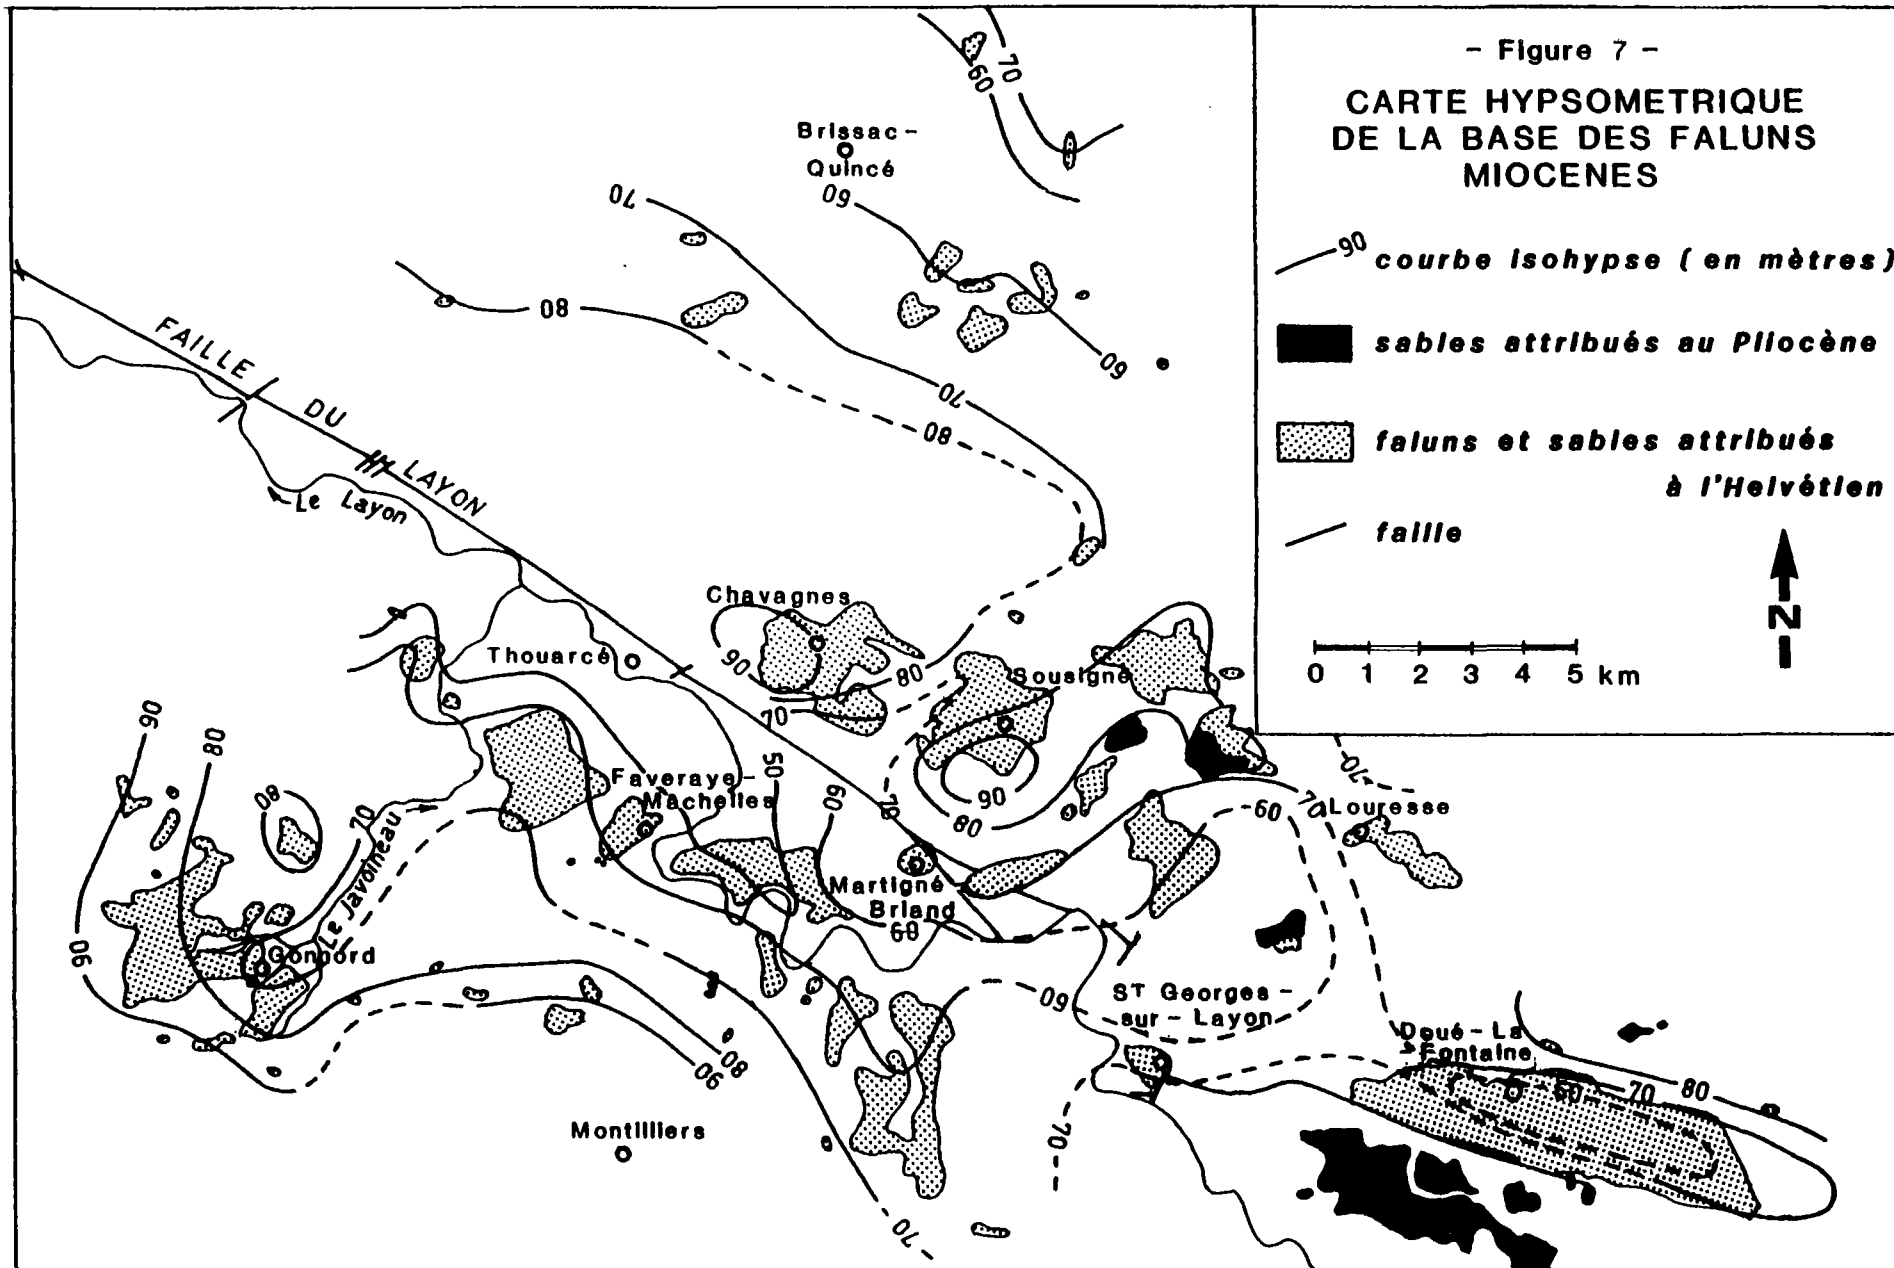 - Figure 7 -
CARTE HYPSOMETRIQUE
DE LA BASE DES FALUNS
MIOCENES
90 courbe isohypse ( en mètres )
sables attribués au Pliocène
faluns et sables attribués
à l'Helvétien
faille
N
0 1 2 3 4 5 km
70
60
Brissac-
Quincé
60
70
80
60
70
80
FAILLE DU LAYON
Le Layon
Chavagnes
90
80
70
Thouarcé
Sousigné
90
80
70
90
80
80
70
Le Javoineau
Gonnord
90
Faveraye-
Machelles
50
60
Martigné
Briand
60
60
70
70
Louresse
60
ST Georges-
sur-Layon
Doué-La
Fontaine
60
70
80
80
90
Montilliers
70
70